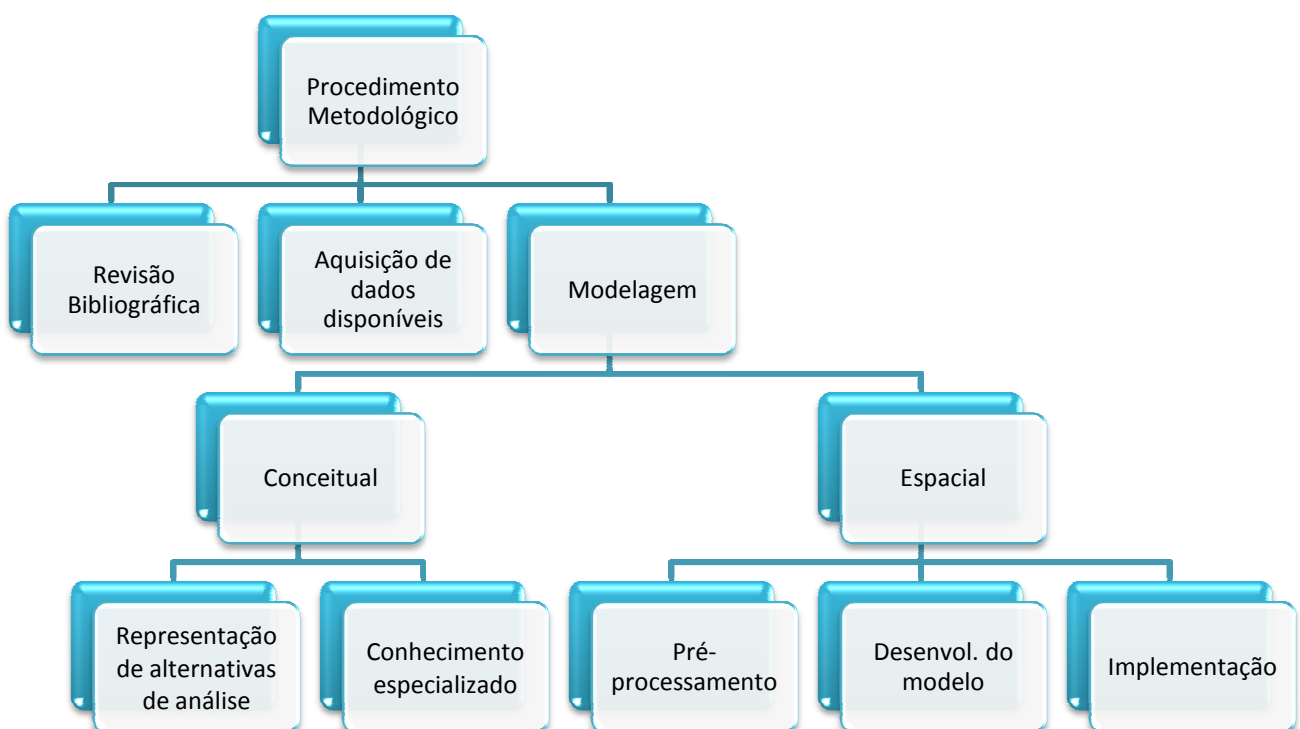 Procedimento
Metodológico
Revisão
Bibliográfica
Aquisição de
dados
disponíveis
Modelagem
Conceitual
Espacial
Representação
de alternativas
de análise
Conhecimento
especializado
Pré-
processamento
Desenvol. do
modelo
Implementação